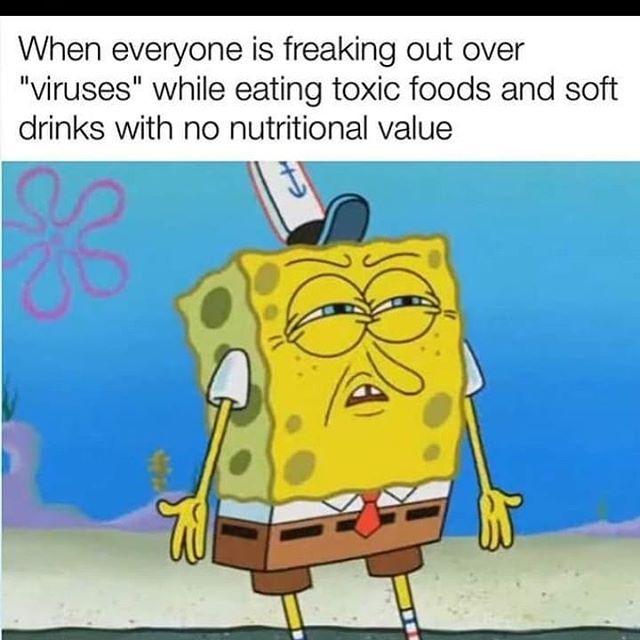 When everyone is freaking out over
"viruses" while eating toxic foods and soft
drinks with no nutritional value